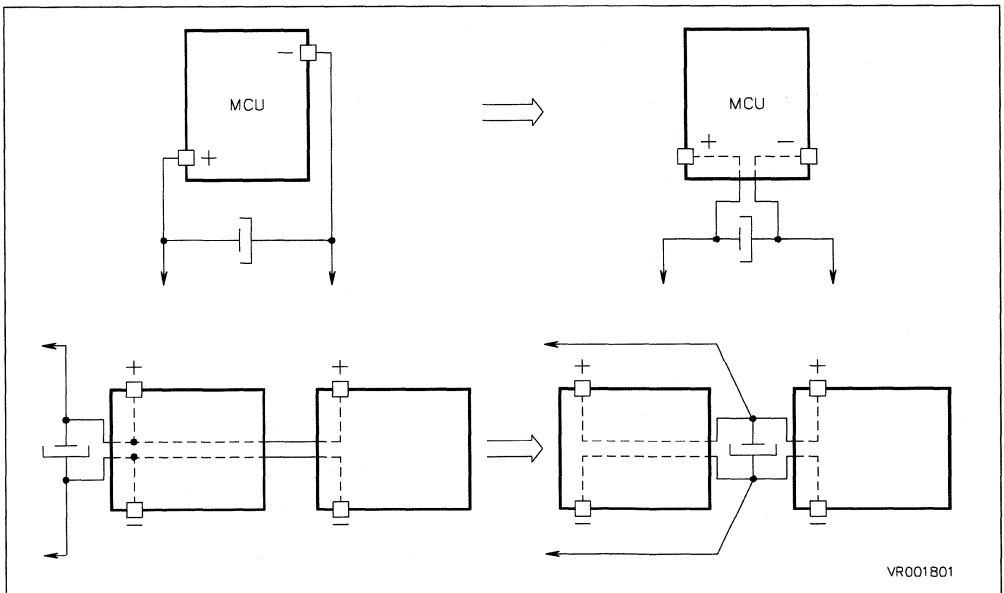 −
MCU
+
MCU
+ −
+ +
− −
+ +
− −
VR001801